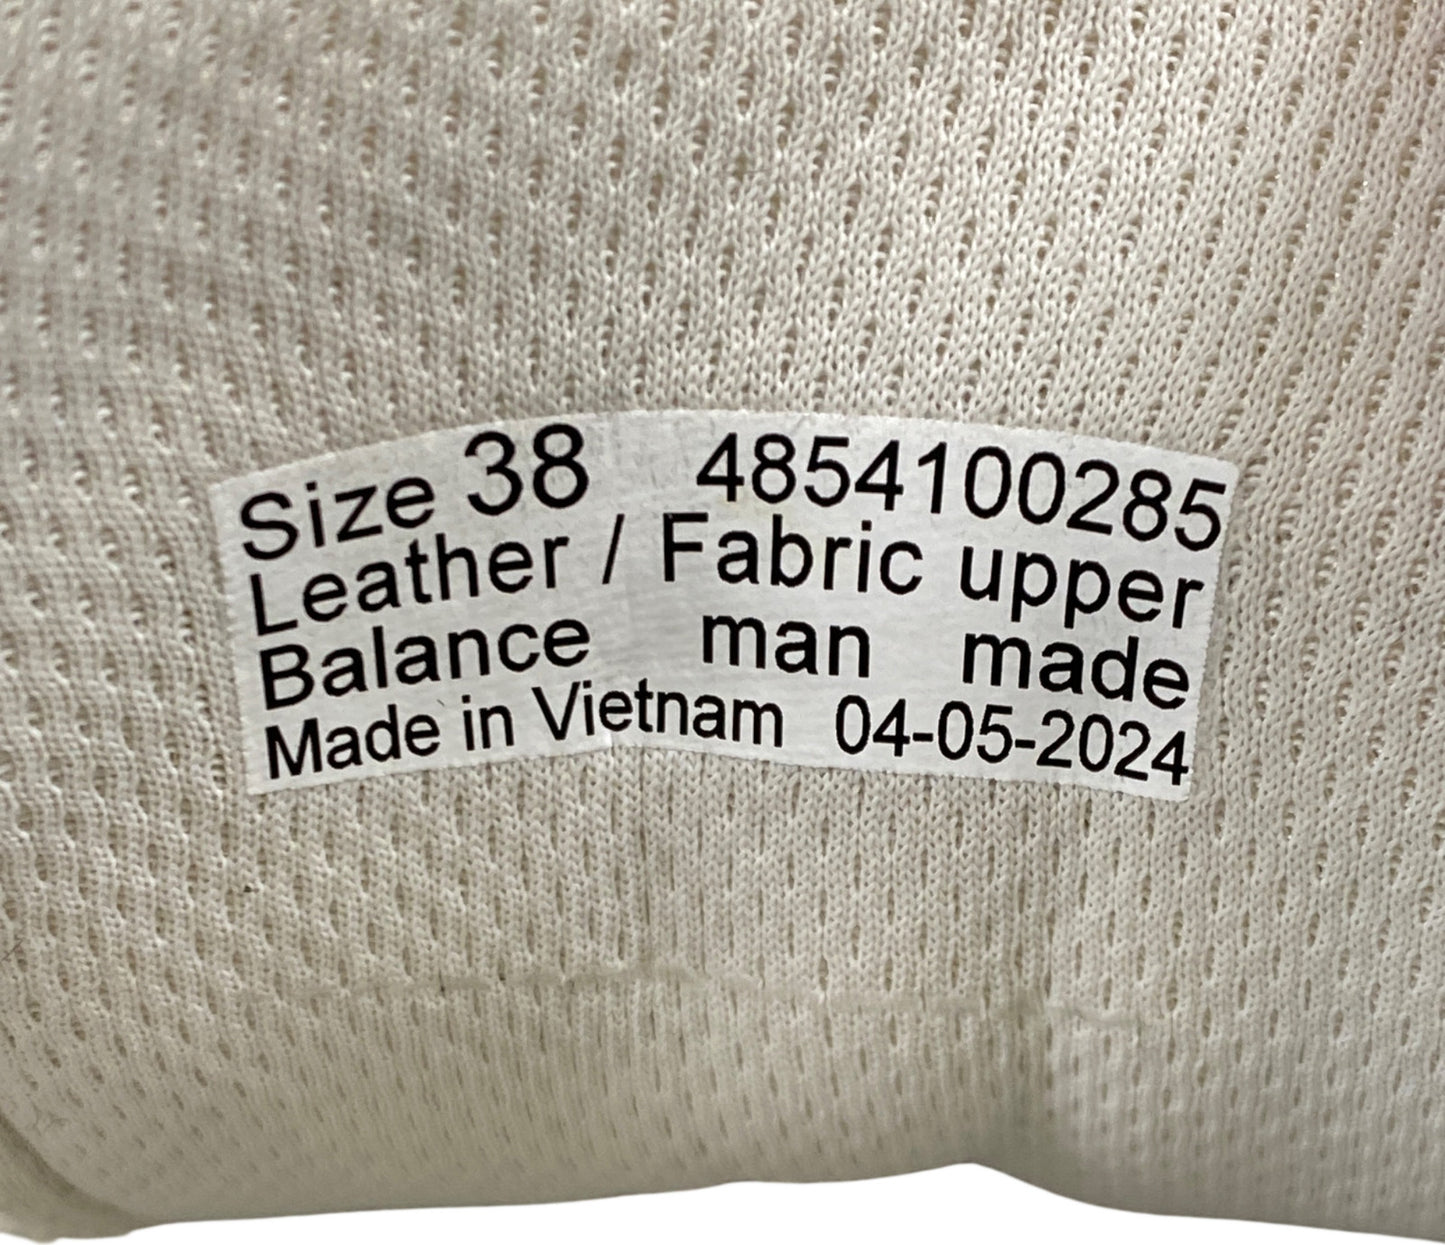 Size 38 4854100285
Leather / Fabric upper
Balance man made
Made in Vietnam 04-05-2024